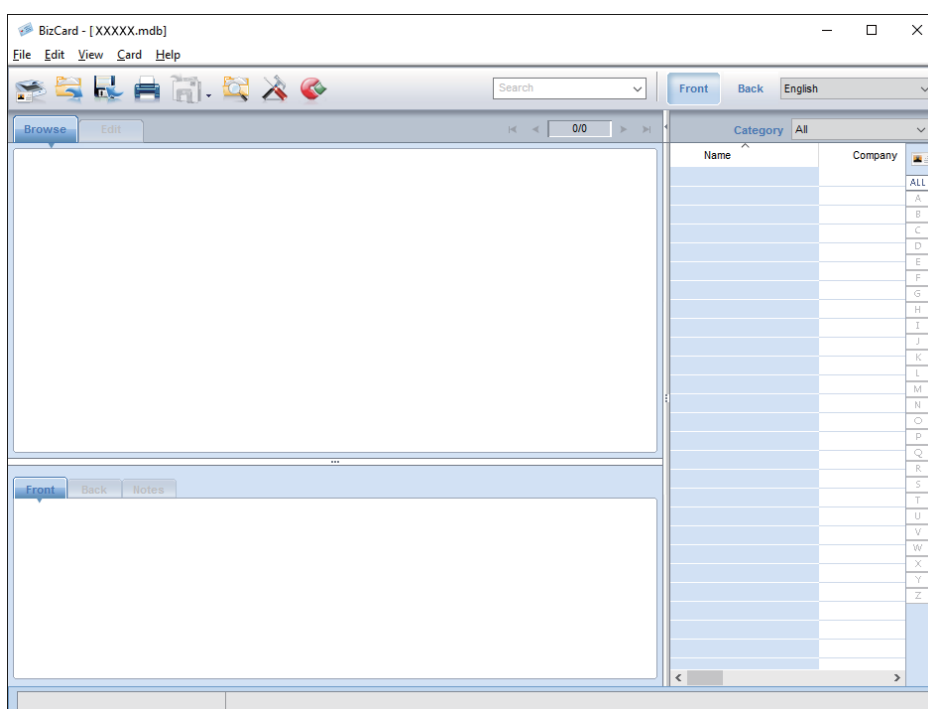 BizCard - [XXXXX.mdb]
File Edit View Card Help
Search
Front Back English
Browse Edit 0/0 Category All
Name Company
ALL
A
B
C
D
E
F
G
H
I
J
K
L
M
N
O
P
Q
R
S
T
U
V
W
X
Y
Z
Front Back Notes